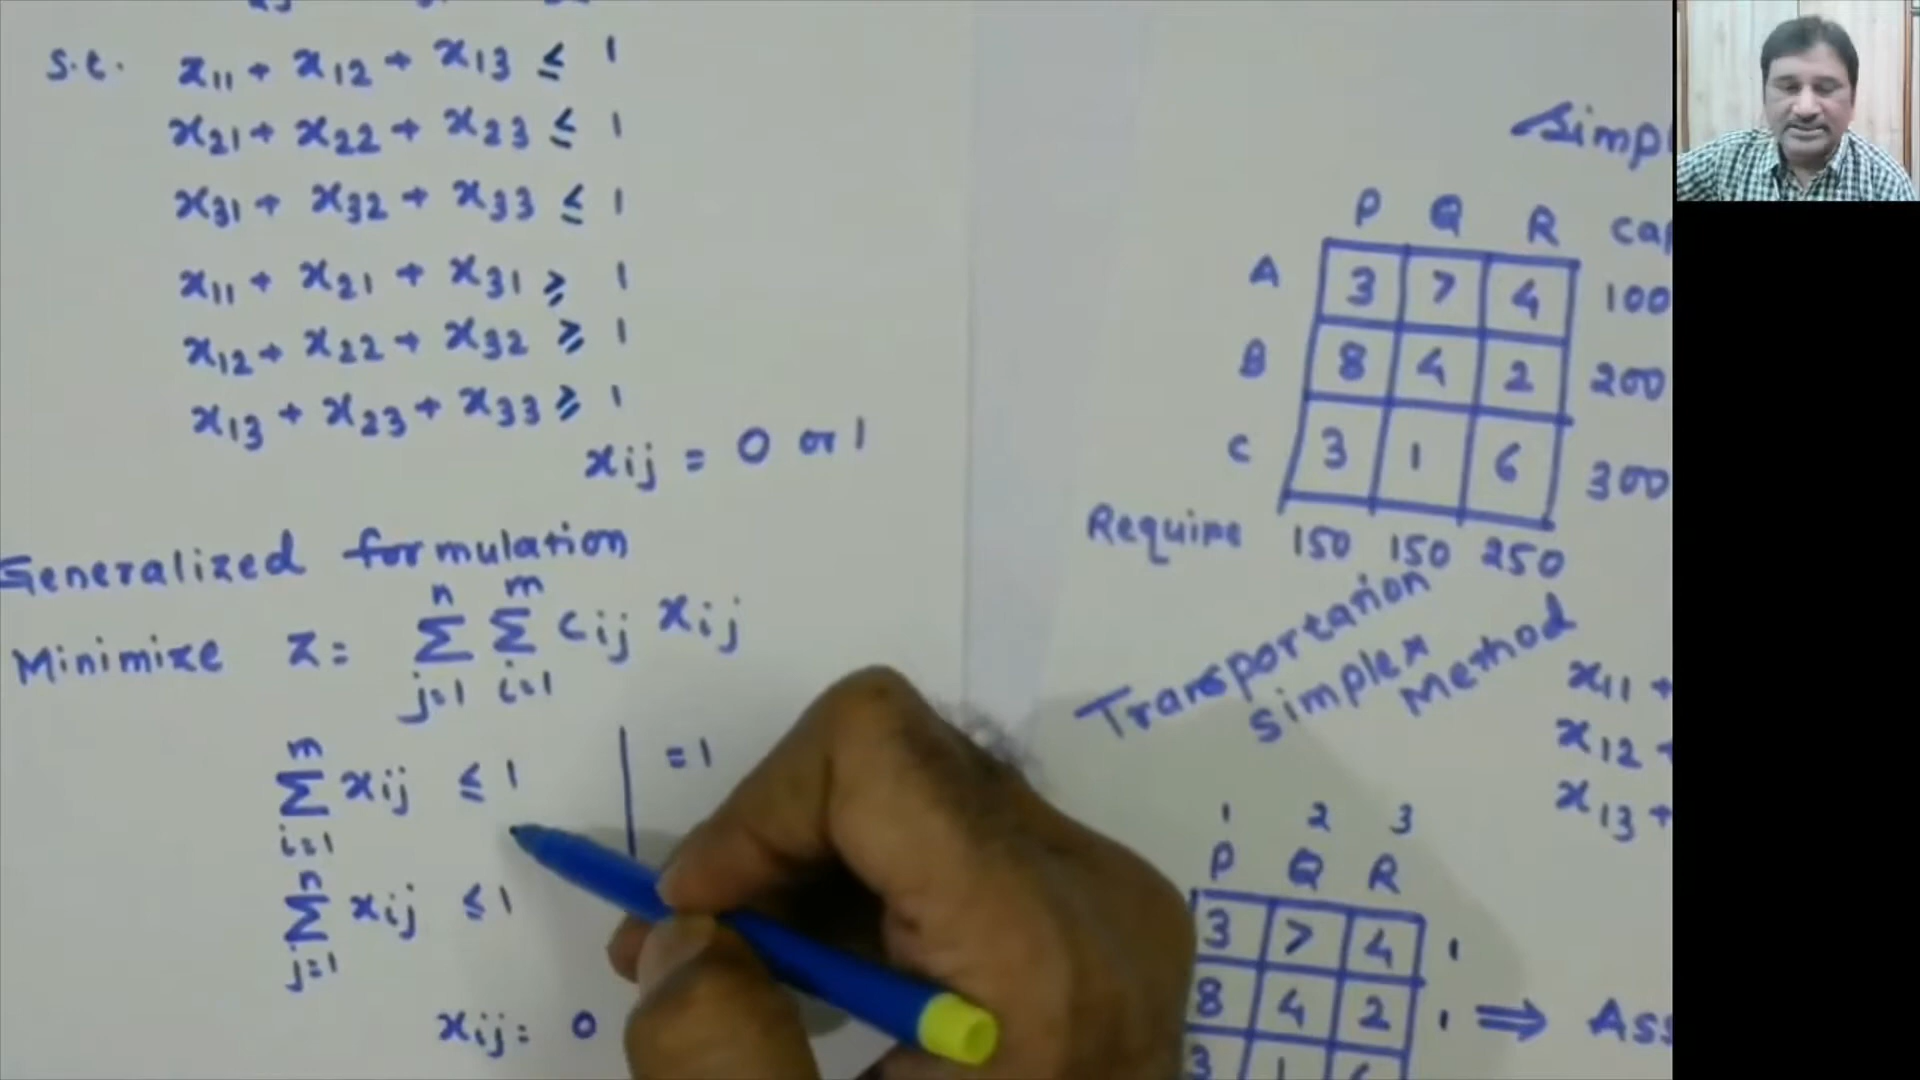 s.t. x11 + x12 + x13 ≤ 1
x21 + x22 + x23 ≤ 1
x31 + x32 + x33 ≤ 1
x11 + x21 + x31 ≥ 1
x12 + x22 + x32 ≥ 1
x13 + x23 + x33 ≥ 1
xij = 0 or 1
Generalized formulation
Minimize Z = n∑j=1 m∑i=1 cij xij
m∑i=1 xij ≤ 1 | = 1
n∑j=1 xij ≤ 1
xij = 0
P Q R
A 3 7 4 100
B 8 4 2 200
C 3 1 6 300
Require 150 150 250
Transportation
Simplex
Method
x11 +
x12 +
x13 +
1 2 3
P Q R
3 7 4 1
8 4 2 1 ⇒
3 1